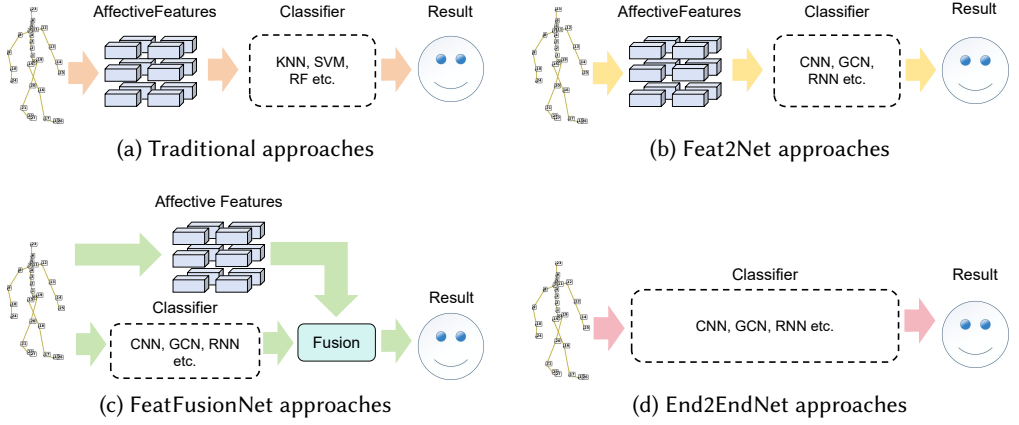 AffectiveFeatures
Classifier
Result
KNN, SVM,
RF etc.
(a) Traditional approaches
AffectiveFeatures
Classifier
Result
CNN, GCN,
RNN etc.
(b) Feat2Net approaches
Affective Features
Classifier
CNN, GCN, RNN
etc.
Fusion
Result
(c) FeatFusionNet approaches
Classifier
Result
CNN, GCN, RNN etc.
(d) End2EndNet approaches